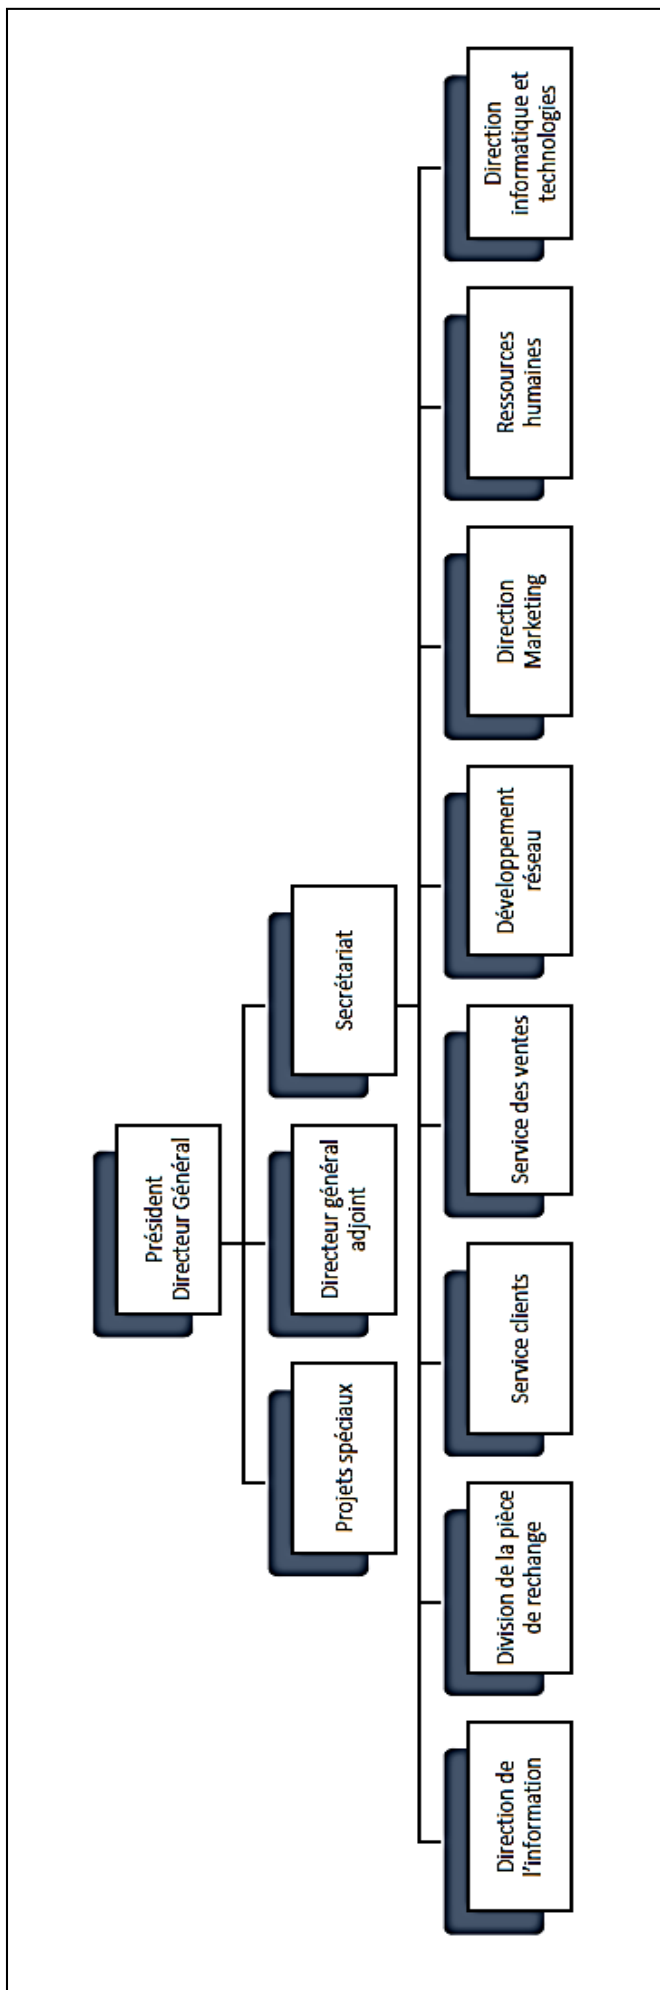 Président
Directeur Général
Projets spéciaux
Directeur général
adjoint
Secrétariat
Direction de
l'information
Division de la pièce
de rechange
Service clients
Service des ventes
Développement
réseau
Direction
Marketing
Ressources
humaines
Direction
informatique et
technologies